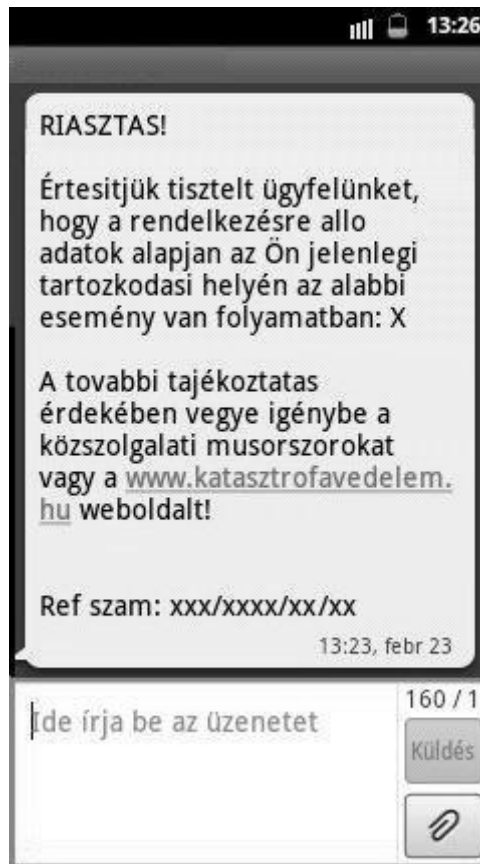 13:26
RIASZTAS!
Értesitjük tisztelt ügyfelünket,
hogy a rendelkezésre allo
adatok alapjan az Ön jelenlegi
tartozkodasi helyén az alabbi
esemény van folyamatban: X
A tovabbi tajékoztatas
érdekében vegye igénybe a
közszolgalati musorszorokat
vagy a www.katasztrofavedelem.
hu weboldalt!
Ref szam: xxx/xxxx/xx/xx
13:23, febr 23
160 / 1
Ide írja be az üzenetet
Küldés